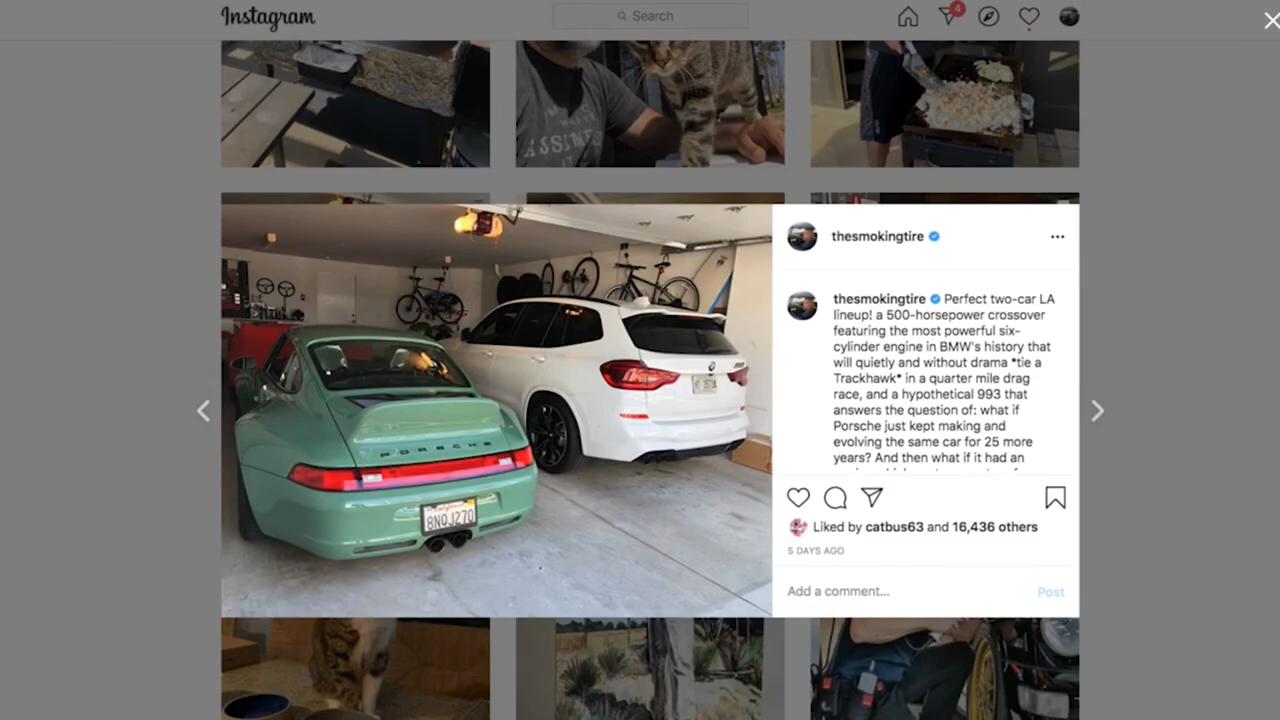 Instagram
Search
4
ASSEMB
thesmokingtire
thesmokingtire Perfect two-car LA
lineup! a 500-horsepower crossover
featuring the most powerful six-
cylinder engine in BMW's history that
will quietly and without drama *tie a
Trackhawk* in a quarter mile drag
race, and a hypothetical 993 that
answers the question of: what if
Porsche just kept making and
evolving the same car for 25 more
years? And then what if it had an
PORSCHE
8NQJ270
Liked by catbus63 and 16,436 others
5 DAYS AGO
Add a comment...
Post